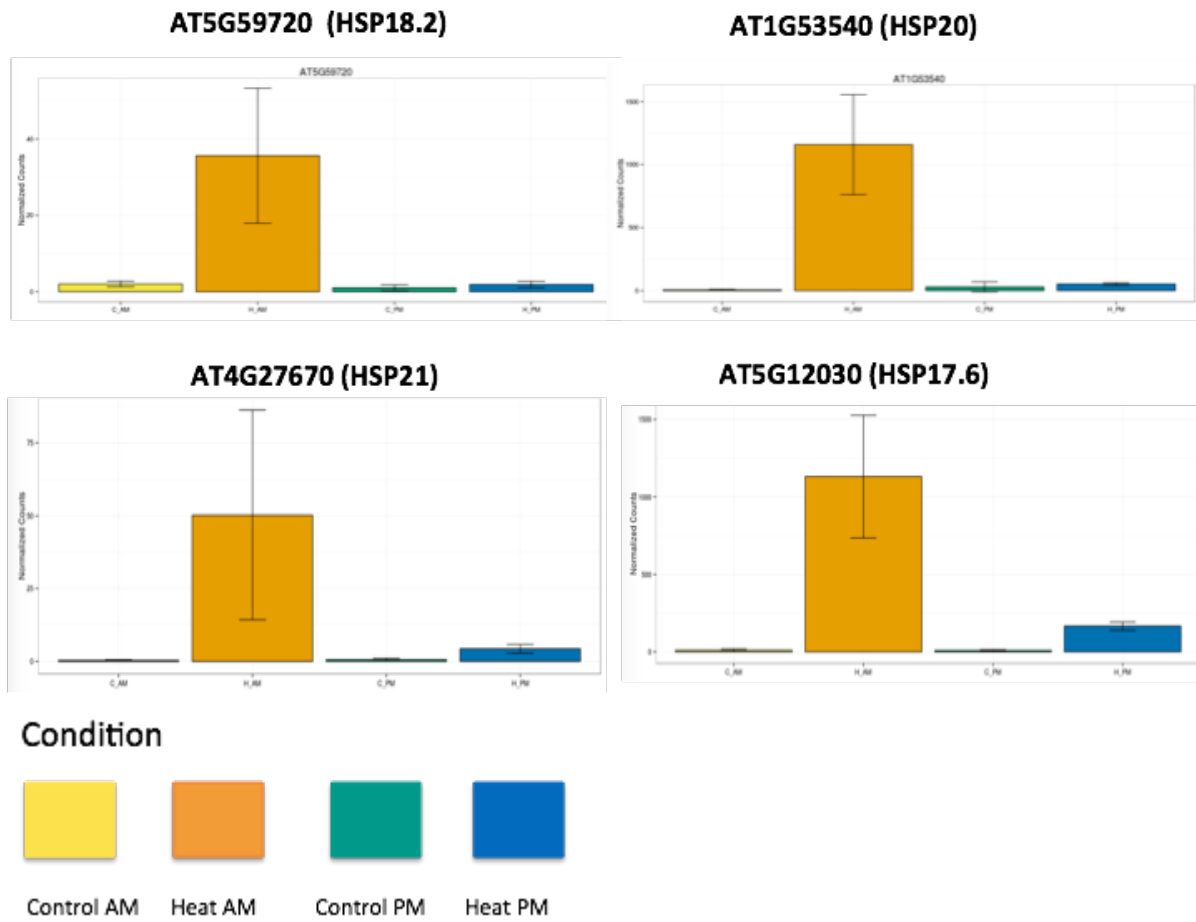 AT5G59720 (HSP18.2)
AT5G59720
Normalized Counts
40
20
0
C_AM
H_AM
C_PM
H_PM
AT1G53540 (HSP20)
AT1G53540
Normalized Counts
1500
1000
500
0
C_AM
H_AM
C_PM
H_PM
AT4G27670 (HSP21)
Normalized Counts
75
50
25
0
C_AM
H_AM
C_PM
H_PM
AT5G12030 (HSP17.6)
Normalized Counts
1500
1000
500
0
C_AM
H_AM
C_PM
H_PM
Condition
Control AM
Heat AM
Control PM
Heat PM